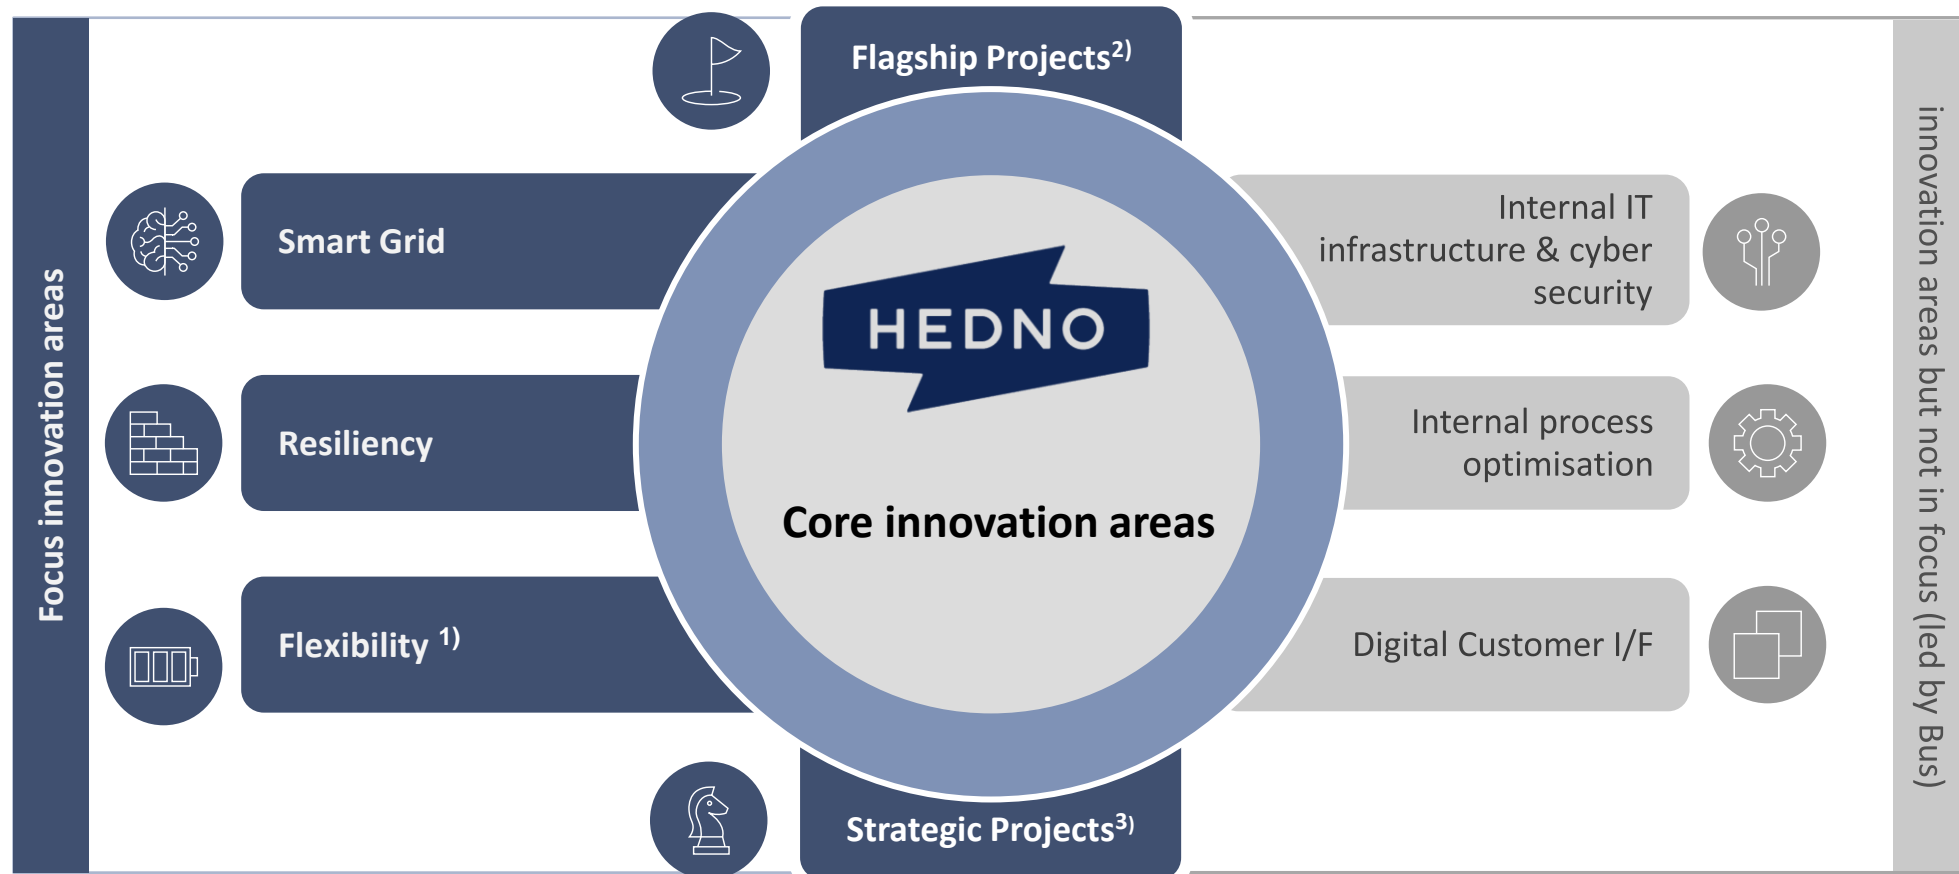 Flagship Projects2)
Focus innovation areas
Smart Grid
Resiliency
Flexibility 1)
HEDNO
Core innovation areas
Strategic Projects3)
Internal IT
infrastructure & cyber
security
Internal process
optimisation
Digital Customer I/F
innovation areas but not in focus (led by Bus)